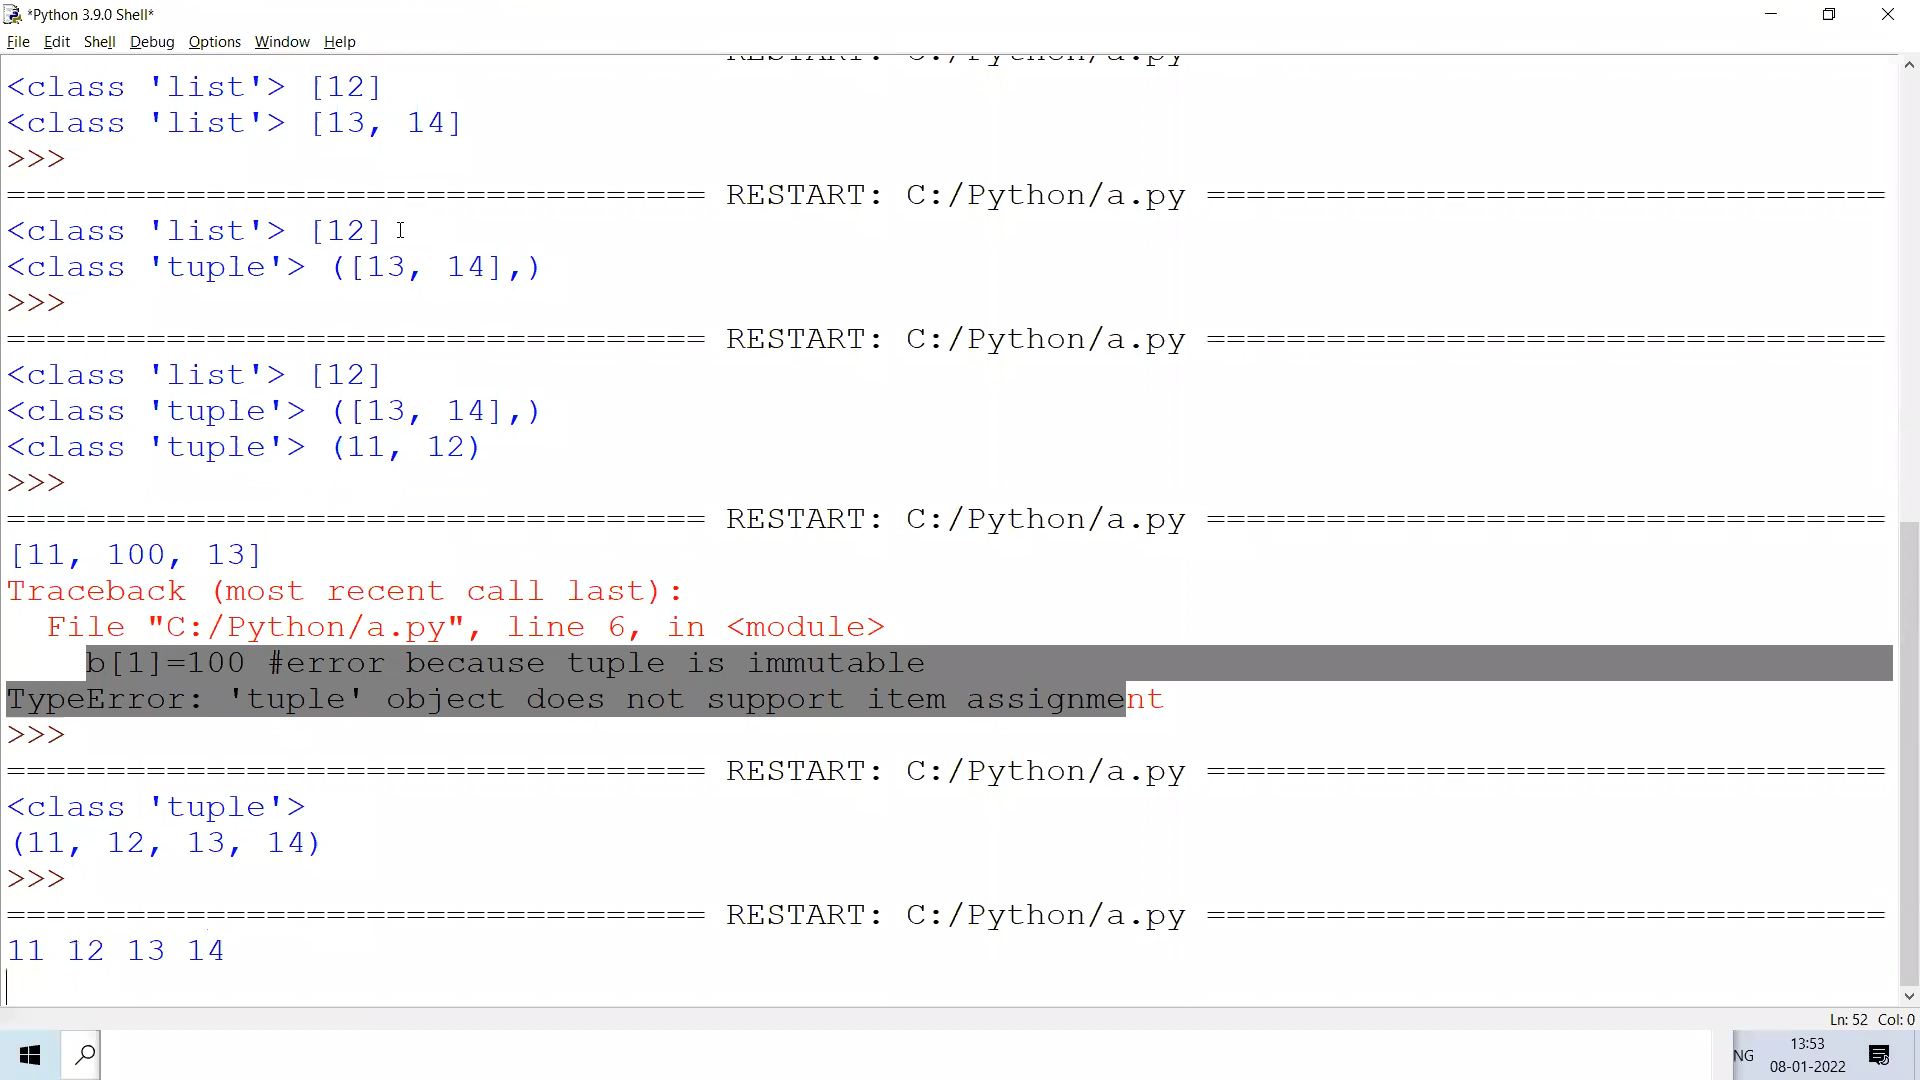 *Python 3.9.0 Shell*
File Edit Shell Debug Options Window Help
RESTART: C:/Python/a.py
<class 'list'> [12]
<class 'list'> [13, 14]
>>>
=================================== RESTART: C:/Python/a.py ==================================
<class 'list'> [12]
<class 'tuple'> ([13, 14],)
>>>
=================================== RESTART: C:/Python/a.py ==================================
<class 'list'> [12]
<class 'tuple'> ([13, 14],)
<class 'tuple'> (11, 12)
>>>
=================================== RESTART: C:/Python/a.py ==================================
[11, 100, 13]
Traceback (most recent call last):
  File "C:/Python/a.py", line 6, in <module>
    b[1]=100 #error because tuple is immutable
TypeError: 'tuple' object does not support item assignment
>>>
=================================== RESTART: C:/Python/a.py ==================================
<class 'tuple'>
(11, 12, 13, 14)
>>>
=================================== RESTART: C:/Python/a.py ==================================
11 12 13 14
Ln: 52 Col: 0
NG
13:53
08-01-2022